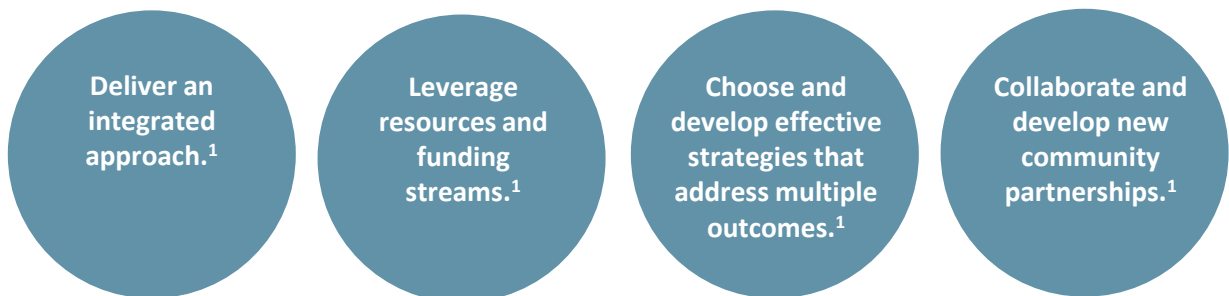 Deliver an
integrated
approach.¹
Leverage
resources and
funding
streams.¹
Choose and
develop effective
strategies that
address multiple
outcomes.¹
Collaborate and
develop new
community
partnerships.¹